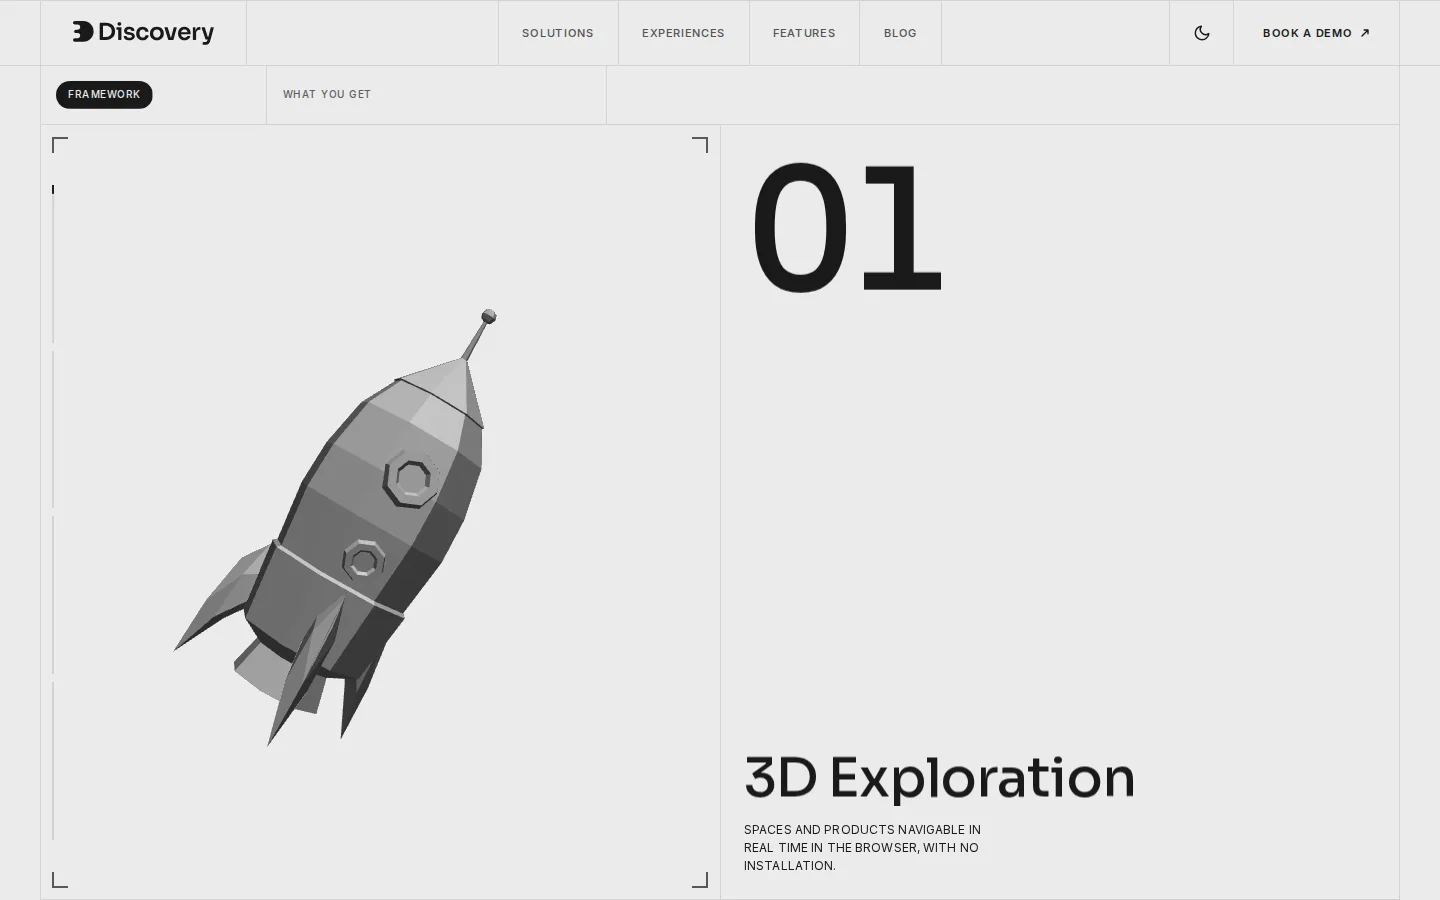 Discovery
SOLUTIONS
EXPERIENCES
FEATURES
BLOG
BOOK A DEMO
FRAMEWORK
WHAT YOU GET
01
3D Exploration
SPACES AND PRODUCTS NAVIGABLE IN
REAL TIME IN THE BROWSER, WITH NO
INSTALLATION.